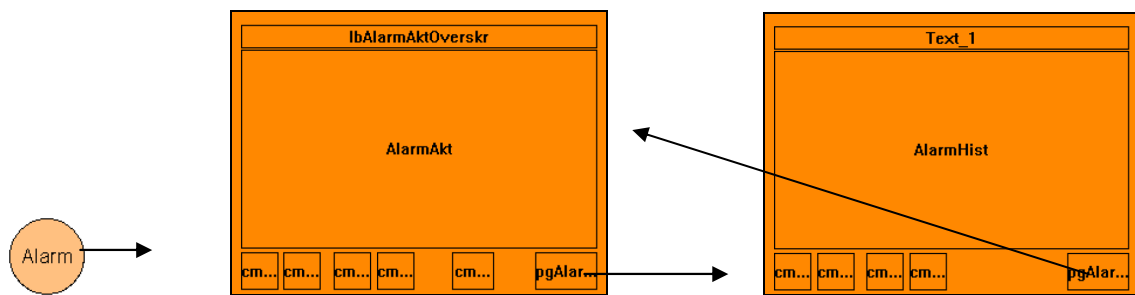 lbAlarmAktOverskr
Text_1
AlarmAkt
AlarmHist
Alarm
cm... cm... cm... cm... cm... pgAlar...
cm... cm... cm... cm... pgAlar...